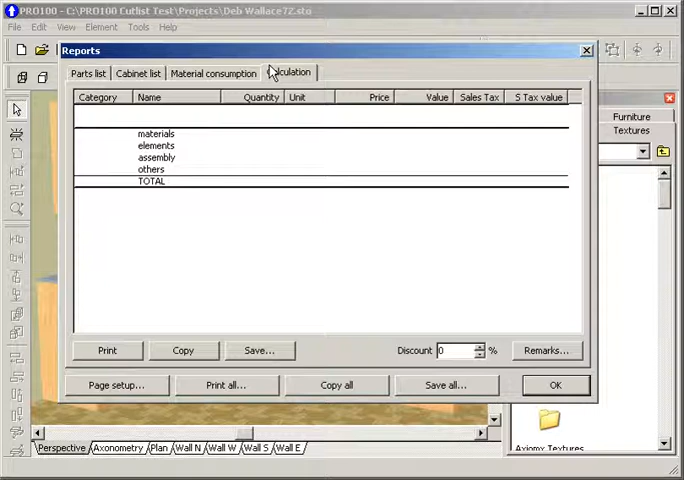 PRO100 - C:\PRO100 Cutlist Test\Projects\Deb Wallace7Z.sto
File Edit View Element Tools Help
Reports
Parts list Cabinet list Material consumption Calculation
Category Name Quantity Unit Price Value Sales Tax S Tax value
materials
elements
assembly
others
TOTAL
Print Copy Save... Discount 0 % Remarks...
Page setup... Print all... Copy all Save all... OK
Furniture
Textures
Axiomx Textures
Perspective Axonometry Plan Wall N Wall W Wall S Wall E